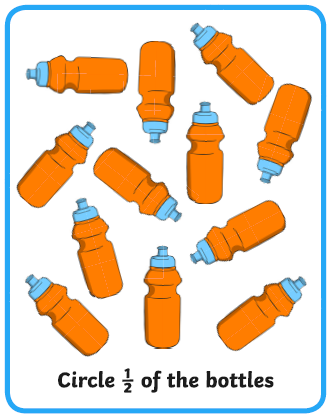 Circle 1/2 of the bottles